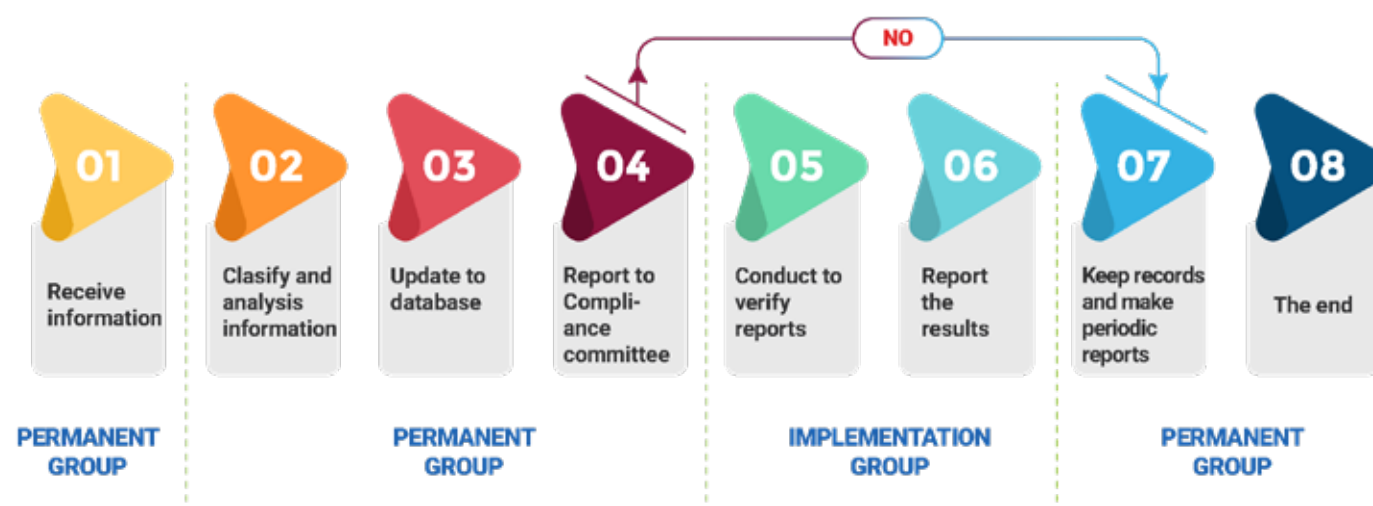 NO
01
02
03
04
05
06
07
08
Receive
information
Clasify and
analysis
information
Update to
database
Report to
Compli-
ance
committee
Conduct to
verify
reports
Report
the
results
Keep records
and make
periodic
reports
The end
PERMANENT
GROUP
PERMANENT
GROUP
IMPLEMENTATION
GROUP
PERMANENT
GROUP